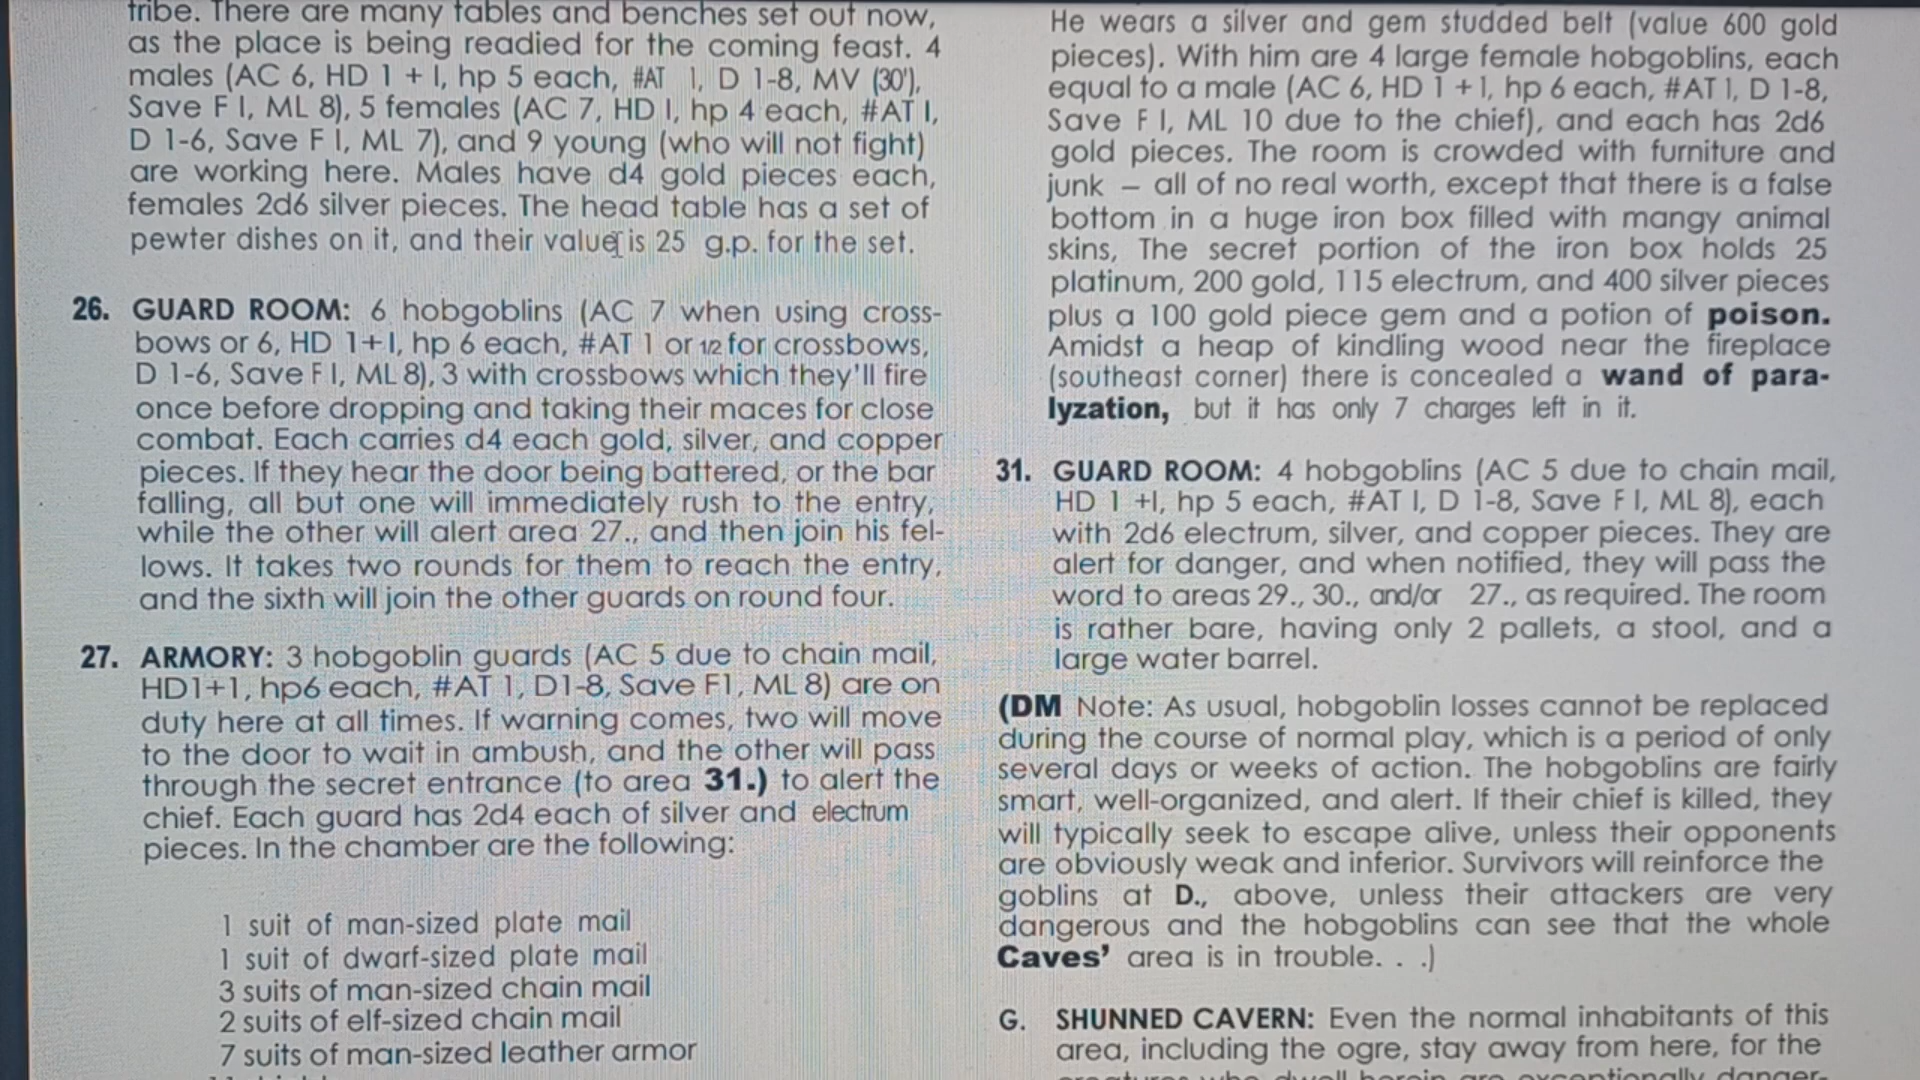 tribe. There are many tables and benches set out now,
as the place is being readied for the coming feast. 4
males (AC 6, HD 1 + I, hp 5 each, #AT 1, D 1-8, MV (30'),
Save F I, ML 8), 5 females (AC 7, HD I, hp 4 each, #AT I,
D 1-6, Save F I, ML 7), and 9 young (who will not fight)
are working here. Males have d4 gold pieces each,
females 2d6 silver pieces. The head table has a set of
pewter dishes on it, and their value is 25 g.p. for the set.
26. GUARD ROOM: 6 hobgoblins (AC 7 when using cross-
bows or 6, HD 1+I, hp 6 each, #AT 1 or 1/2 for crossbows,
D 1-6, Save F I, ML 8), 3 with crossbows which they'll fire
once before dropping and taking their maces for close
combat. Each carries d4 each gold, silver, and copper
pieces. If they hear the door being battered, or the bar
falling, all but one will immediately rush to the entry,
while the other will alert area 27., and then join his fel-
lows. It takes two rounds for them to reach the entry,
and the sixth will join the other guards on round four.
27. ARMORY: 3 hobgoblin guards (AC 5 due to chain mail,
HD1+1, hp6 each, #AT 1, D1-8, Save F1, ML 8) are on
duty here at all times. If warning comes, two will move
to the door to wait in ambush, and the other will pass
through the secret entrance (to area 31.) to alert the
chief. Each guard has 2d4 each of silver and electrum
pieces. In the chamber are the following:
1 suit of man-sized plate mail
1 suit of dwarf-sized plate mail
3 suits of man-sized chain mail
2 suits of elf-sized chain mail
7 suits of man-sized leather armor
He wears a silver and gem studded belt (value 600 gold
pieces). With him are 4 large female hobgoblins, each
equal to a male (AC 6, HD 1 + 1, hp 6 each, #AT 1, D 1-8,
Save F I, ML 10 due to the chief), and each has 2d6
gold pieces. The room is crowded with furniture and
junk – all of no real worth, except that there is a false
bottom in a huge iron box filled with mangy animal
skins, The secret portion of the iron box holds 25
platinum, 200 gold, 115 electrum, and 400 silver pieces
plus a 100 gold piece gem and a potion of poison.
Amidst a heap of kindling wood near the fireplace
(southeast corner) there is concealed a wand of para-
lyzation, but it has only 7 charges left in it.
31. GUARD ROOM: 4 hobgoblins (AC 5 due to chain mail,
HD 1 +I, hp 5 each, #AT I, D 1-8, Save F I, ML 8), each
with 2d6 electrum, silver, and copper pieces. They are
alert for danger, and when notified, they will pass the
word to areas 29., 30., and/or 27., as required. The room
is rather bare, having only 2 pallets, a stool, and a
large water barrel.
(DM Note: As usual, hobgoblin losses cannot be replaced
during the course of normal play, which is a period of only
several days or weeks of action. The hobgoblins are fairly
smart, well-organized, and alert. If their chief is killed, they
will typically seek to escape alive, unless their opponents
are obviously weak and inferior. Survivors will reinforce the
goblins at D., above, unless their attackers are very
dangerous and the hobgoblins can see that the whole
Caves' area is in trouble. . .)
G. SHUNNED CAVERN: Even the normal inhabitants of this
area, including the ogre, stay away from here, for the
creatures who dwell herein are exceptionally danger-